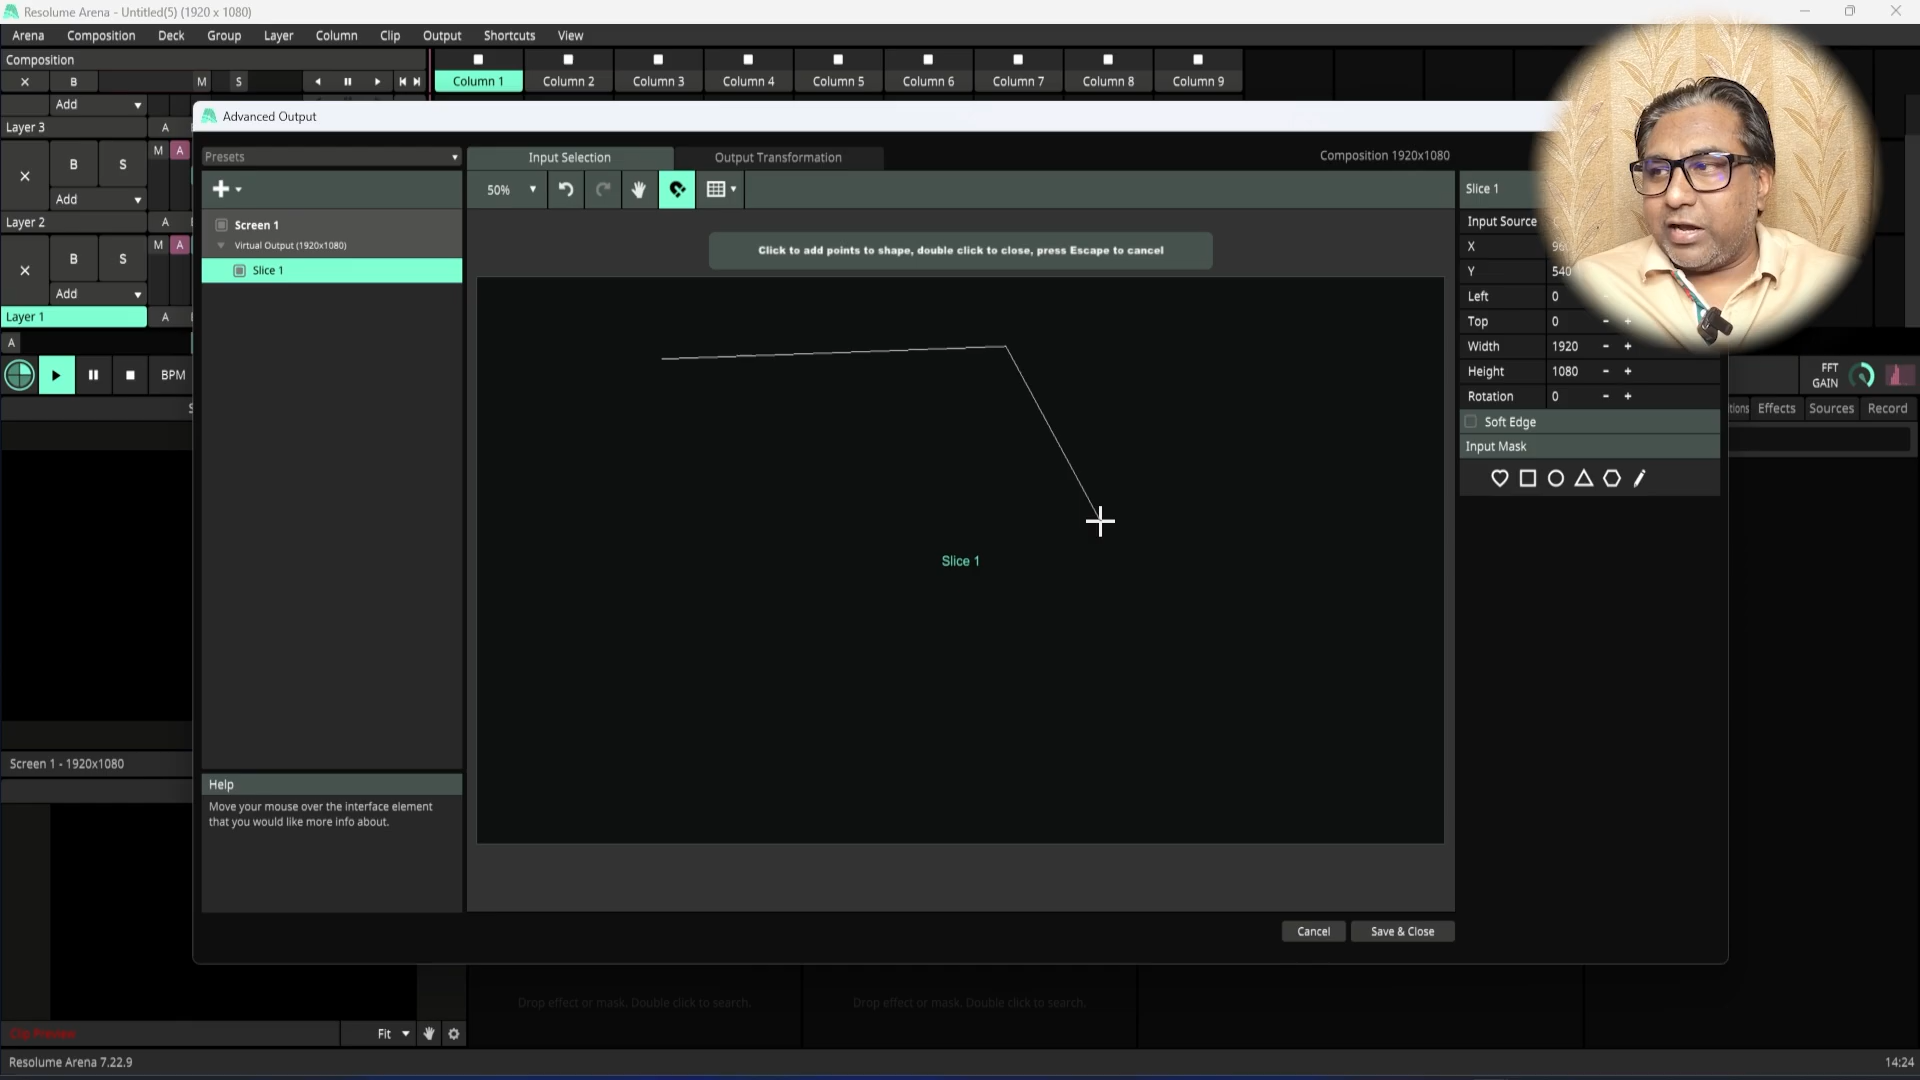 Resolume Arena - Untitled(5) (1920 x 1080)
Arena Composition Deck Group Layer Column Clip Output Shortcuts View
Composition
X B M S
Column 1 Column 2 Column 3 Column 4 Column 5 Column 6 Column 7 Column 8 Column 9
Add
Layer 3 A
Advanced Output
M A
X B S
Add
Layer 2 A
M A
X B S
Add
Layer 1 A
A
BPM
Presets
Input Selection Output Transformation Composition 1920x1080
50%
Screen 1
Virtual Output (1920x1080)
Slice 1
Click to add points to shape, double click to close, press Escape to cancel
Slice 1
Slice 1
Input Source
X
Y 540
Left 0
Top 0 - +
Width 1920 - +
Height 1080 - +
Rotation 0 - +
Soft Edge
Input Mask
FFT
GAIN
Effects Sources Record
Screen 1 - 1920x1080
Help
Move your mouse over the interface element
that you would like more info about.
Cancel Save & Close
Drop effect or mask. Double click to search. Drop effect or mask. Double click to search.
Clip Preview Fit
Resolume Arena 7.22.9 14:24